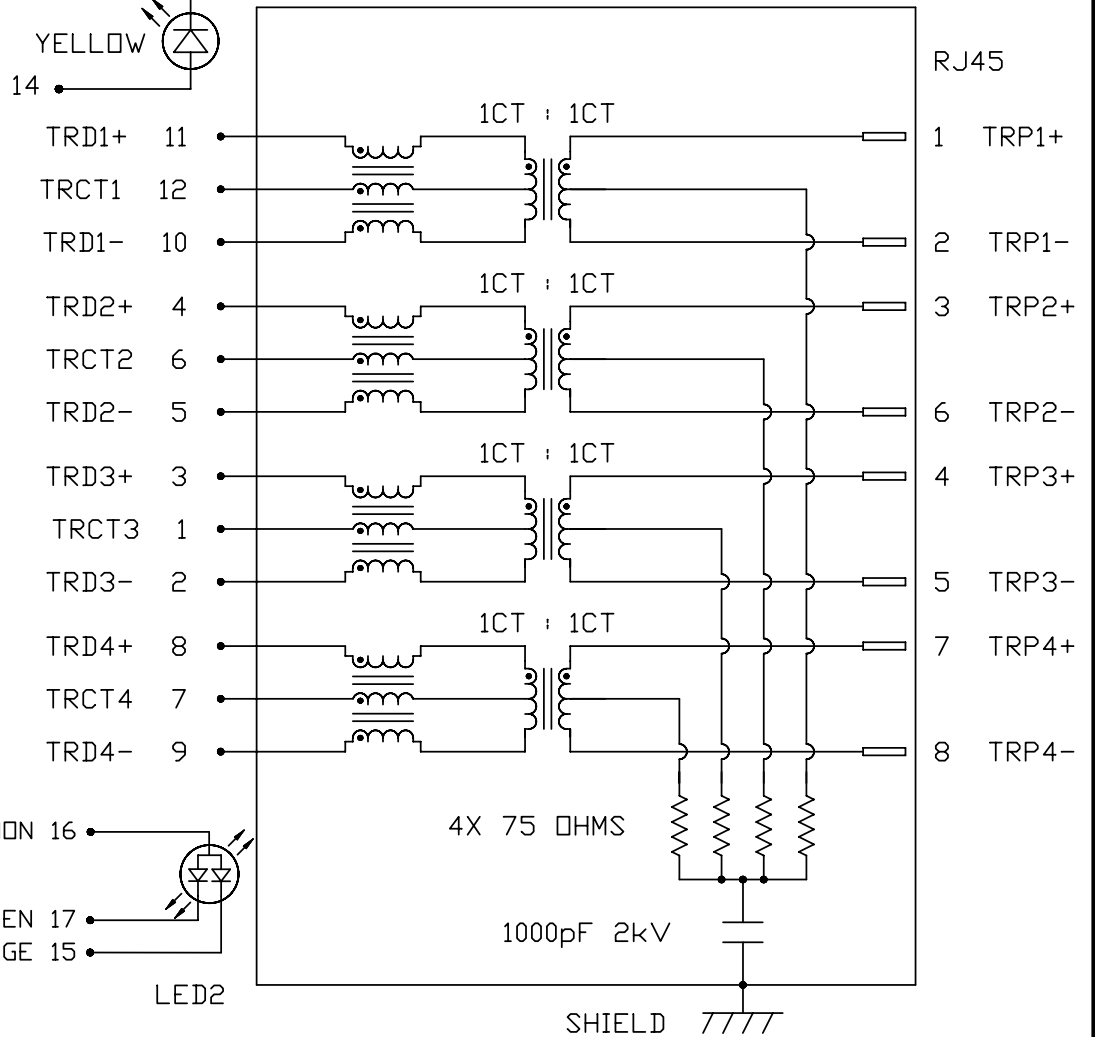 YELLOW
RJ45
14
1CT : 1CT
TRD1+ 11 1 TRP1+
TRCT1 12
TRD1- 10 2 TRP1-
1CT : 1CT
TRD2+ 4 3 TRP2+
TRCT2 6
TRD2- 5 6 TRP2-
1CT : 1CT
TRD3+ 3 4 TRP3+
TRCT3 1
TRD3- 2 5 TRP3-
1CT : 1CT
TRD4+ 8 7 TRP4+
TRCT4 7
TRD4- 9 8 TRP4-
4X 75 OHMS
ON 16
EN 17
1000pF 2kV
GE 15
LED2
SHIELD